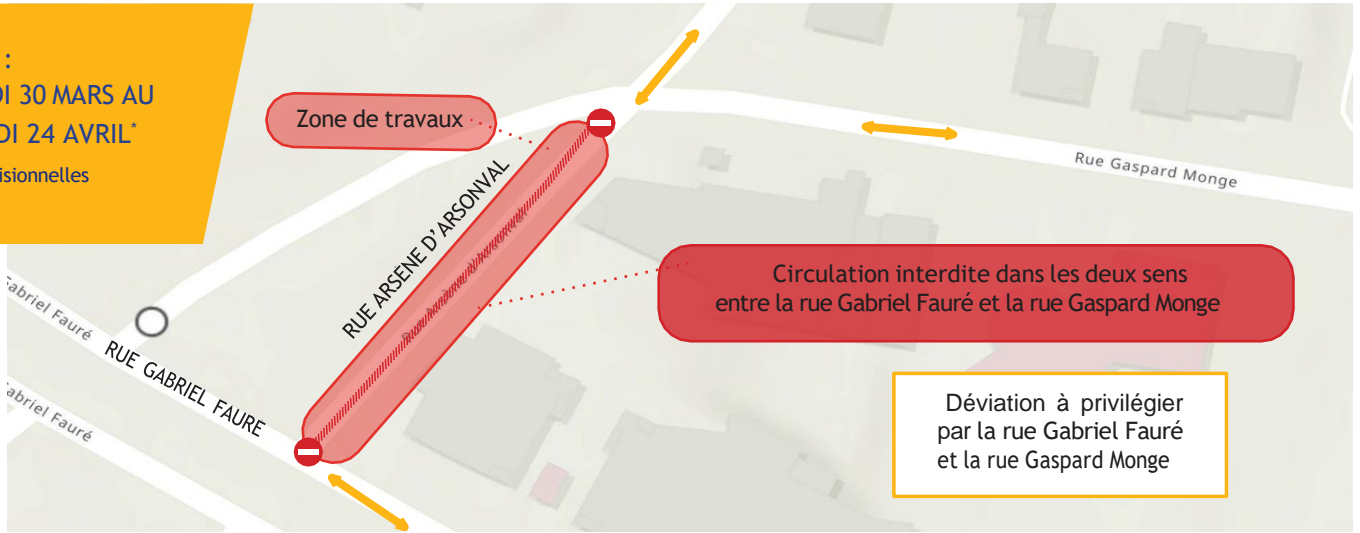 :
DI 30 MARS AU
DI 24 AVRIL*
isionnelles
Zone de travaux
RUE ARSENE D'ARSONVAL
Rue Gaspard Monge
Circulation interdite dans les deux sens
entre la rue Gabriel Fauré et la rue Gaspard Monge
Gabriel Fauré
RUE GABRIEL FAURE
Gabriel Fauré
Déviation à privilégier
par la rue Gabriel Fauré
et la rue Gaspard Monge